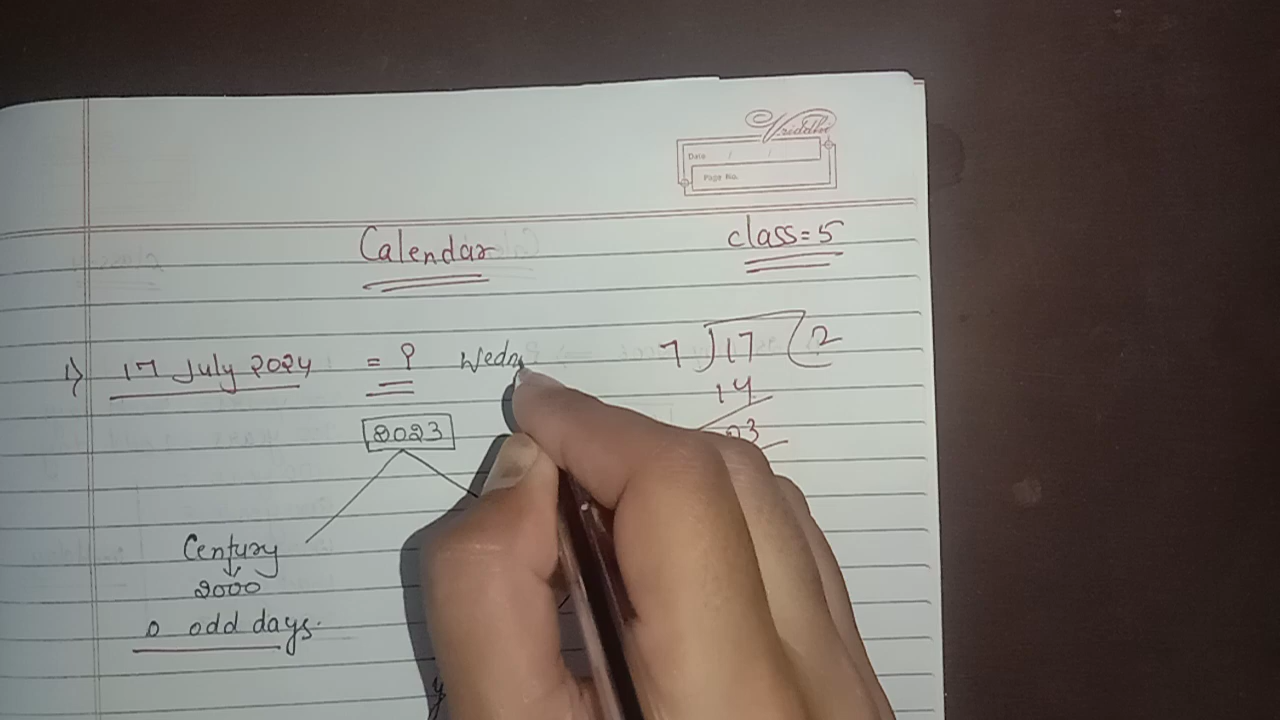 Vriddhi
Date / /
Page No.
Calendar class=5
1) 17 July 2024 = ? Wedn 7)17(2
14
03
2023
Century
↓
2000
0 odd days.
y